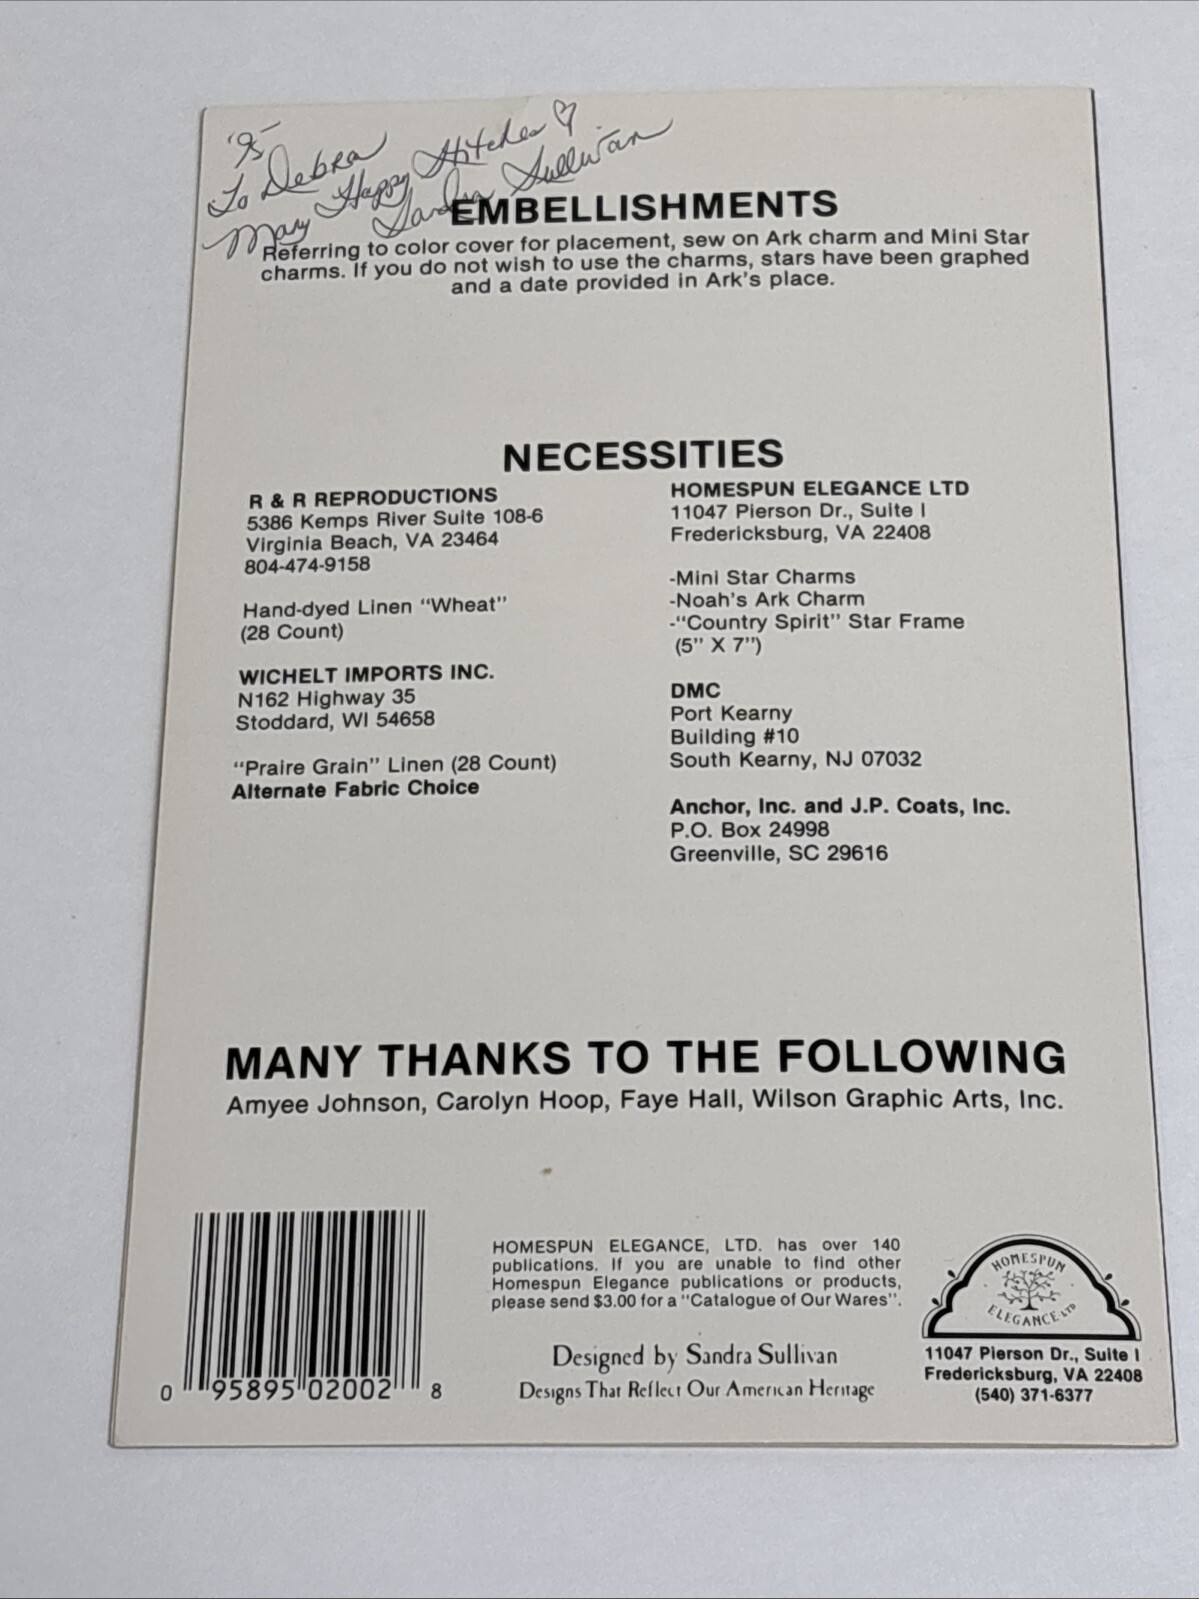 '95
To Debra
Many Happy Stitches ♡
Sandra Sullivan
EMBELLISHMENTS
Referring to color cover for placement, sew on Ark charm and Mini Star
charms. If you do not wish to use the charms, stars have been graphed
and a date provided in Ark's place.
NECESSITIES
R & R REPRODUCTIONS
5386 Kemps River Suite 108-6
Virginia Beach, VA 23464
804-474-9158
Hand-dyed Linen "Wheat"
(28 Count)
WICHELT IMPORTS INC.
N162 Highway 35
Stoddard, WI 54658
"Praire Grain" Linen (28 Count)
Alternate Fabric Choice
HOMESPUN ELEGANCE LTD
11047 Pierson Dr., Suite I
Fredericksburg, VA 22408
-Mini Star Charms
-Noah's Ark Charm
-"Country Spirit" Star Frame
(5" X 7")
DMC
Port Kearny
Building #10
South Kearny, NJ 07032
Anchor, Inc. and J.P. Coats, Inc.
P.O. Box 24998
Greenville, SC 29616
MANY THANKS TO THE FOLLOWING
Amyee Johnson, Carolyn Hoop, Faye Hall, Wilson Graphic Arts, Inc.
0 95895 02002 8
HOMESPUN ELEGANCE, LTD. has over 140
publications. If you are unable to find other
Homespun Elegance publications or products,
please send $3.00 for a "Catalogue of Our Wares".
Designed by Sandra Sullivan
Designs That Reflect Our American Heritage
HOMESPUN
ELEGANCE LTD
11047 Pierson Dr., Suite I
Fredericksburg, VA 22408
(540) 371-6377